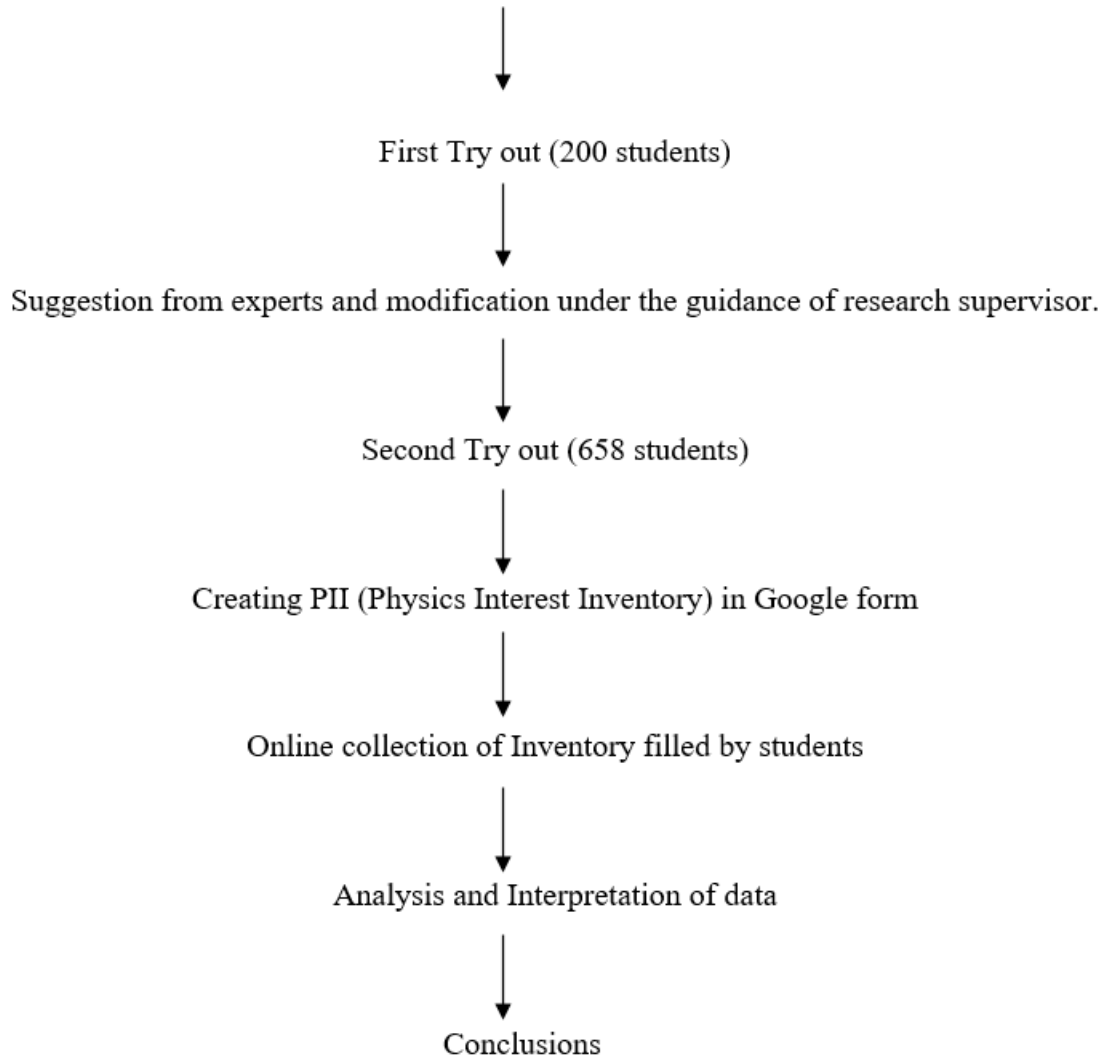 First Try out (200 students)
Suggestion from experts and modification under the guidance of research supervisor.
Second Try out (658 students)
Creating PII (Physics Interest Inventory) in Google form
Online collection of Inventory filled by students
Analysis and Interpretation of data
Conclusions